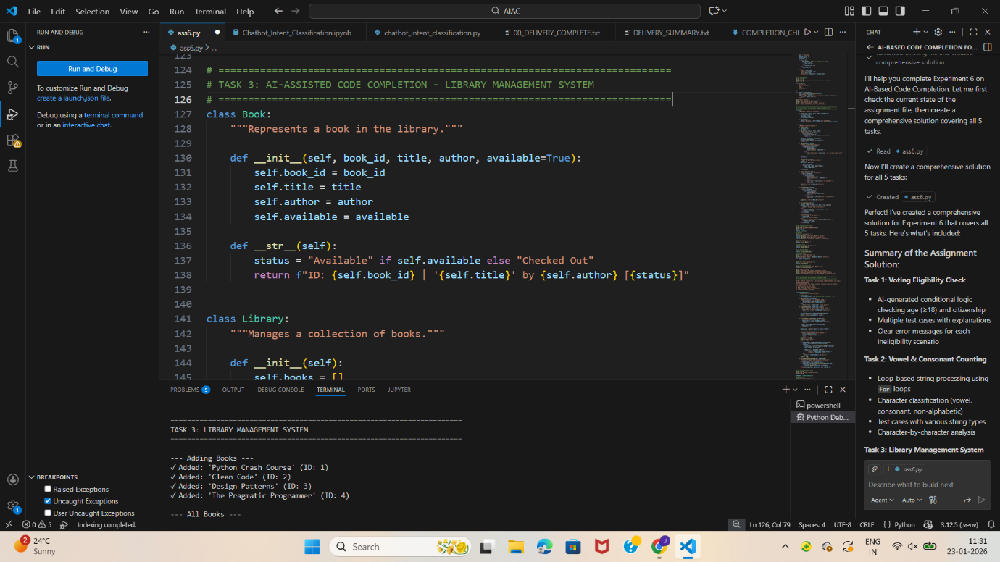 File Edit Selection View Go Run Terminal Help
AIAC
RUN AND DEBUG
RUN
Run and Debug
To customize Run and Debug
create a launch.json file.
Debug using a terminal command
or in an interactive chat.
BREAKPOINTS
Raised Exceptions
Uncaught Exceptions
User Uncaught Exceptions
ass6.py
Chatbot_Intent_Classification.ipynb
chatbot_intent_classification.py
00_DELIVERY_COMPLETE.txt
DELIVERY_SUMMARY.txt
COMPLETION_CHE
ass6.py > ...
123
124 # ============================================================================
125 # TASK 3: AI-ASSISTED CODE COMPLETION - LIBRARY MANAGEMENT SYSTEM
126 # ============================================================================
127 class Book:
128     """Represents a book in the library."""
129
130     def __init__(self, book_id, title, author, available=True):
131         self.book_id = book_id
132         self.title = title
133         self.author = author
134         self.available = available
135
136     def __str__(self):
137         status = "Available" if self.available else "Checked Out"
138         return f"ID: {self.book_id} | '{self.title}' by {self.author} [{status}]"
139
140
141 class Library:
142     """Manages a collection of books."""
143
144     def __init__(self):
145         self.books = []
PROBLEMS 5 OUTPUT DEBUG CONSOLE TERMINAL PORTS JUPYTER
======================================================================
TASK 3: LIBRARY MANAGEMENT SYSTEM
======================================================================
--- Adding Books ---
✓ Added: 'Python Crash Course' (ID: 1)
✓ Added: 'Clean Code' (ID: 2)
✓ Added: 'Design Patterns' (ID: 3)
✓ Added: 'The Pragmatic Programmer' (ID: 4)
--- All Books ---
powershell
Python Deb...
CHAT
AI-BASED CODE COMPLETION FO...
Reviewed existing file and created
comprehensive solution
I'll help you complete Experiment 6 on
AI-Based Code Completion. Let me first
check the current state of the
assignment file, then create a
comprehensive solution covering all 5
tasks.
Read ass6.py
Now I'll create a comprehensive solution
for all 5 tasks:
Created ass6.py
Perfect! I've created a comprehensive
solution for Experiment 6 that covers all
5 tasks. Here's what's included:
Summary of the Assignment
Solution:
Task 1: Voting Eligibility Check
• AI-generated conditional logic
checking age (≥18) and citizenship
• Multiple test cases with explanations
• Clear error messages for each
ineligibility scenario
Task 2: Vowel & Consonant Counting
• Loop-based string processing using
for loops
• Character classification (vowel,
consonant, non-alphabetic)
• Test cases with various string types
• Character-by-character analysis
Task 3: Library Management System
ass6.py
Describe what to build next
Agent Auto
0 5 Indexing completed.
Ln 126, Col 79 Spaces: 4 UTF-8 CRLF Python 3.12.5 (.venv)
2
24°C
Sunny
Search
ENG
IN
11:31
23-01-2026